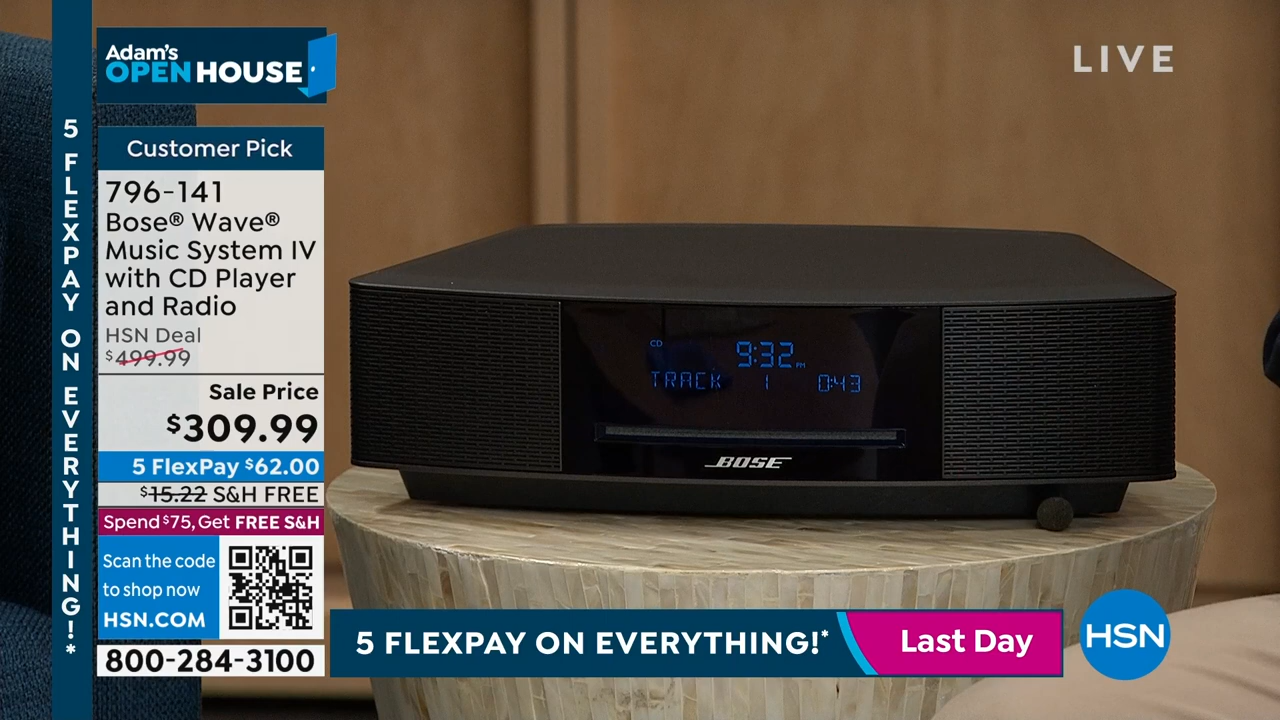 Adam's
OPEN HOUSE
LIVE
5 FLEXPAY ON EVERYTHING!*
Customer Pick
796-141
Bose® Wave®
Music System IV
with CD Player
and Radio
HSN Deal
$499.99
Sale Price
$309.99
5 FlexPay $62.00
$15.22 S&H FREE
Spend $75, Get FREE S&H
Scan the code
to shop now
HSN.COM
800-284-3100
CD
9:32 PM
TRACK 1 0:43
BOSE
5 FLEXPAY ON EVERYTHING!*
Last Day
HSN